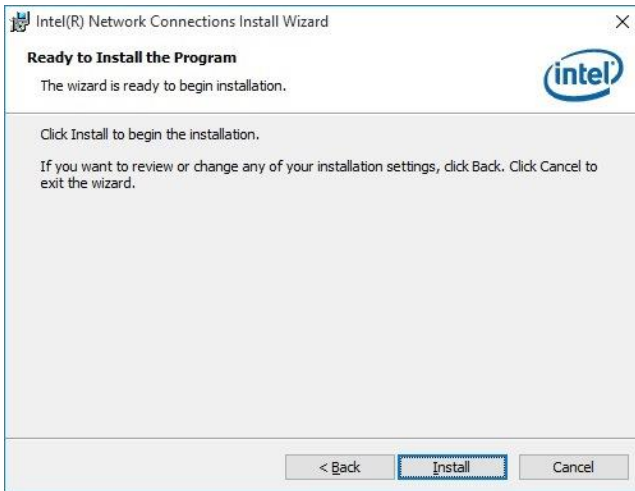 Intel(R) Network Connections Install Wizard
Ready to Install the Program
The wizard is ready to begin installation.
intel
Click Install to begin the installation.
If you want to review or change any of your installation settings, click Back. Click Cancel to
exit the wizard.
< Back
Install
Cancel